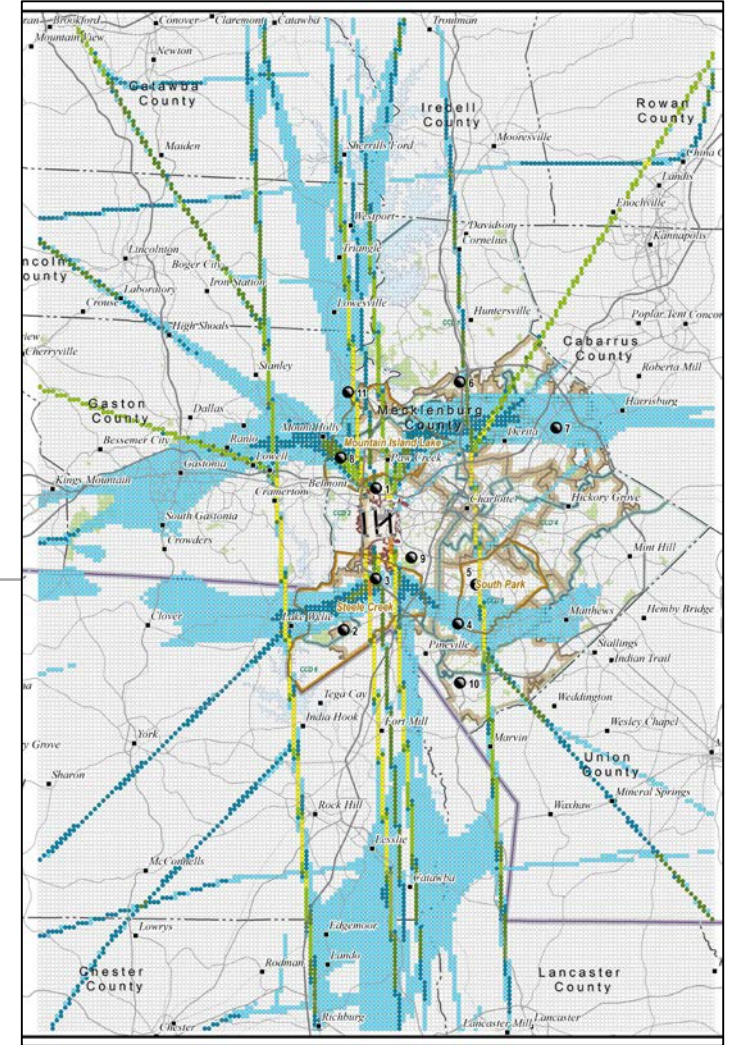 Brookford
Conover
Claremont
Catawba
Troutman
Mountain View
Newton
Catawba
County
Iredell
County
Rowan
County
Maiden
Sherrills Ford
Mooresville
China
Landis
Enochville
Westport
Davidson
Cornelius
Kannapolis
Lincolnton
Triangle
Boger City
Iron Station
Laboratory
Crouse
Lowesville
Huntersville
Poplar Tent
High Shoals
Cabarrus
County
Cherryville
Stanley
Roberta Mill
6
11
Gaston
County
Dallas
Mecklenburg
County
Harrisburg
7
Mount Holly
Derita
Ranlo
Mountain Island Lake
Bessemer City
8
Paw Creek
Lowell
Gastonia
Kings Mountain
Cramerton
Belmont
1
Charlotte
Hickory Grove
South Gastonia
CCD 4
Crowders
9
Mint Hill
3
5
South Park
Steele Creek
Clover
Lake Wylie
2
4
Matthews
Hemby Bridge
Pineville
Stallings
Indian Trail
CCD 6
10
Tega Cay
Weddington
India Hook
Fort Mill
Wesley Chapel
York
Marvin
Union
County
Sharon
Mineral Springs
Rock Hill
Waxhaw
Lesslie
McConnells
Catawba
Lowrys
Edgemoor
Chester
County
Rodman
Lando
Lancaster
County
Richburg
Chester
Lancaster Mill
Lancaster